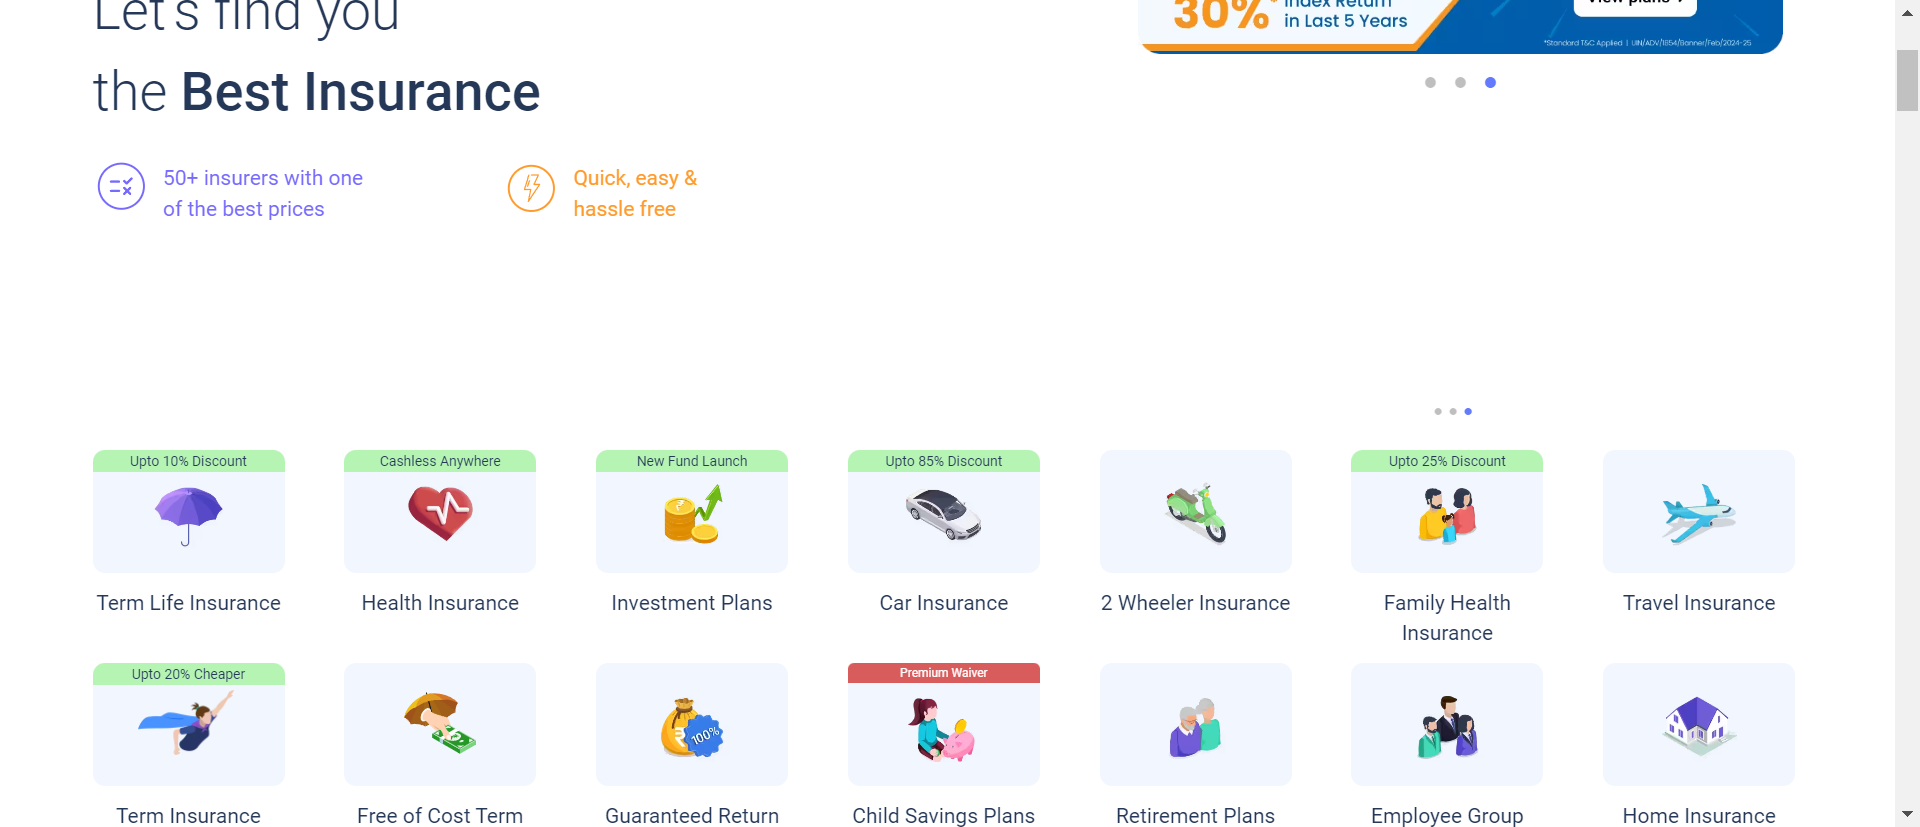 Let's find you
the Best Insurance
50+ insurers with one
of the best prices
Quick, easy &
hassle free
30%* Index Return
in Last 5 Years
View plans
*Standard T&C Applied | UIN/ADV/1654/Banner/Feb/2024-25
Upto 10% Discount
Cashless Anywhere
New Fund Launch
Upto 85% Discount
Upto 25% Discount
Term Life Insurance
Health Insurance
Investment Plans
Car Insurance
2 Wheeler Insurance
Family Health
Insurance
Travel Insurance
Upto 20% Cheaper
Premium Waiver
₹
100%
Term Insurance
Free of Cost Term
Guaranteed Return
Child Savings Plans
Retirement Plans
Employee Group
Home Insurance